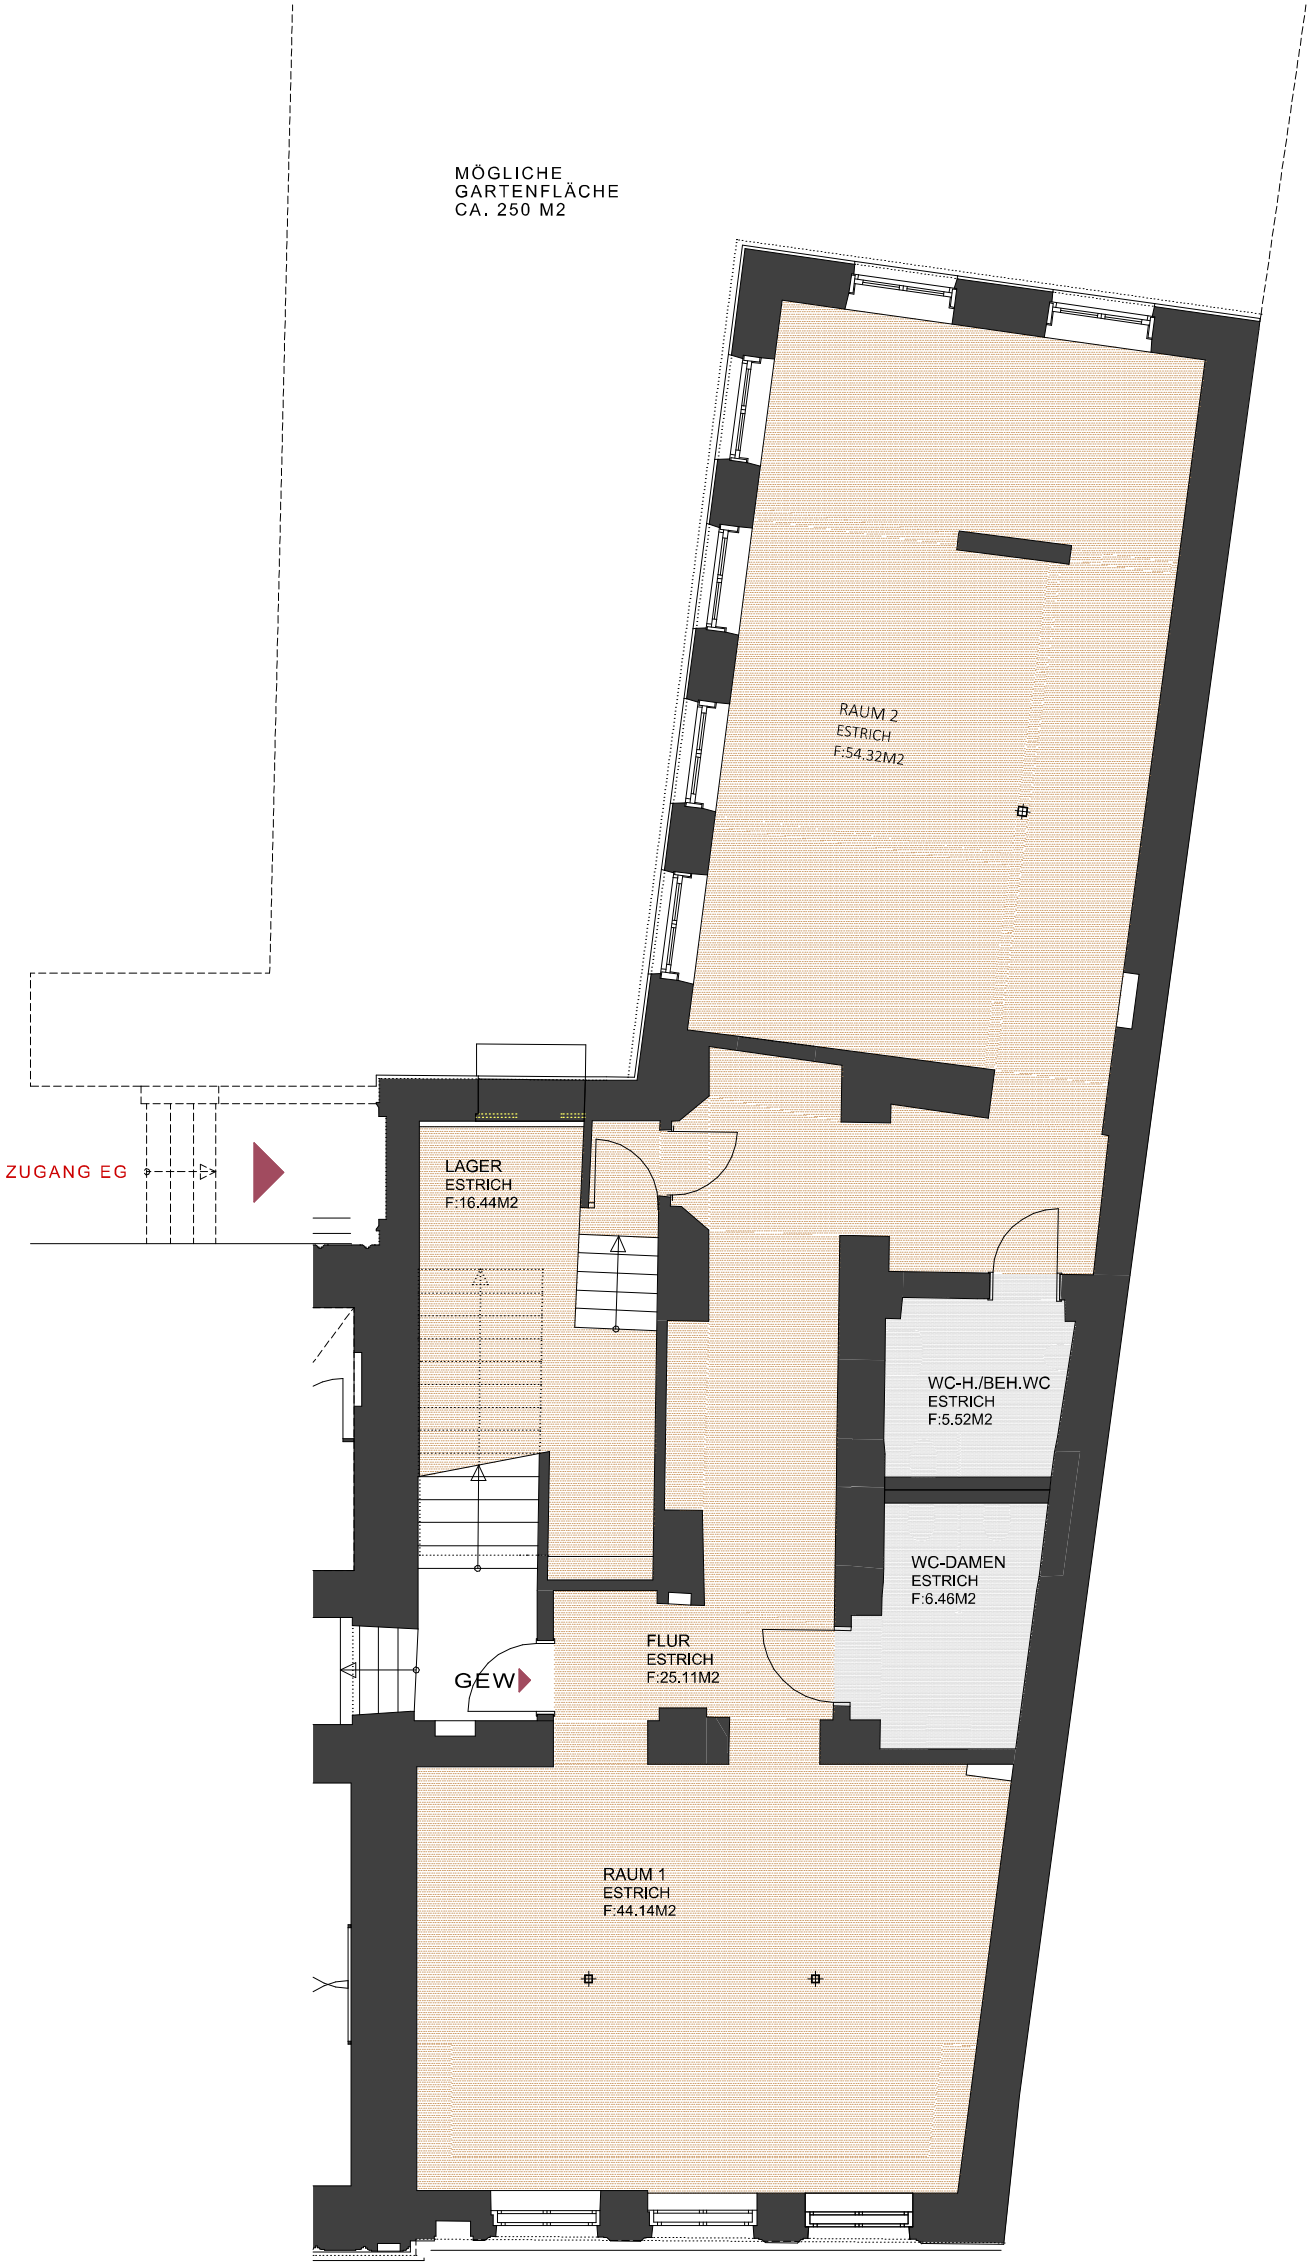 MÖGLICHE
GARTENFLÄCHE
CA. 250 M2
RAUM 2
ESTRICH
F:54.32M2
ZUGANG EG
LAGER
ESTRICH
F:16.44M2
WC-H./BEH.WC
ESTRICH
F:5.52M2
WC-DAMEN
ESTRICH
F:6.46M2
FLUR
ESTRICH
F:25.11M2
GEW
RAUM 1
ESTRICH
F:44.14M2